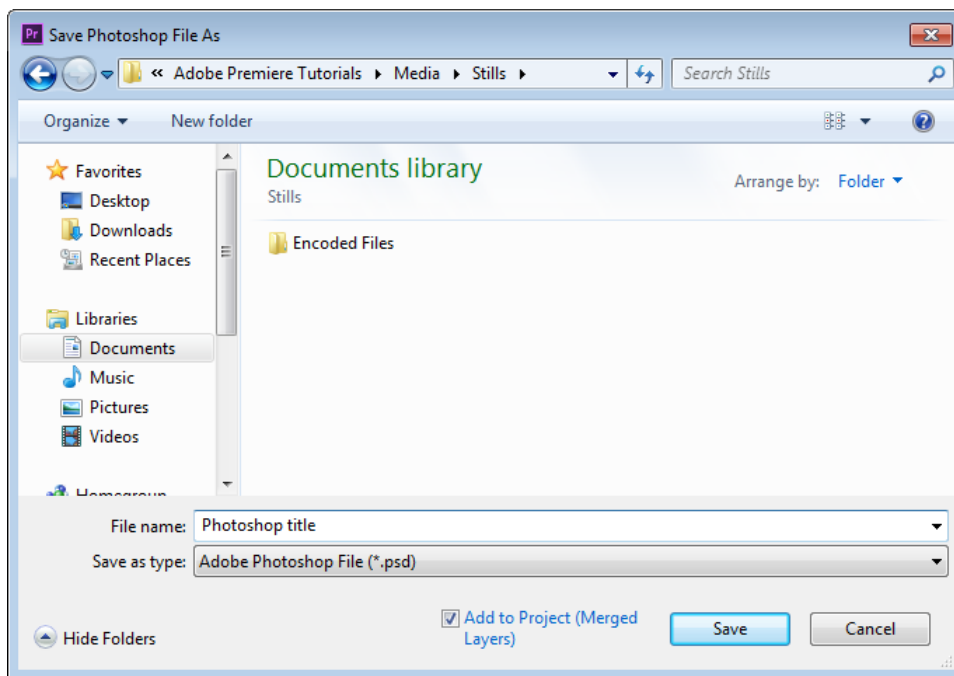 Pr Save Photoshop File As
« Adobe Premiere Tutorials Media Stills Search Stills
Organize New folder
Favorites
Desktop
Downloads
Recent Places
Libraries
Documents
Music
Pictures
Videos
Homegroup
Documents library
Stills
Arrange by: Folder
Encoded Files
File name: Photoshop title
Save as type: Adobe Photoshop File (*.psd)
Hide Folders
Add to Project (Merged
Layers)
Save Cancel